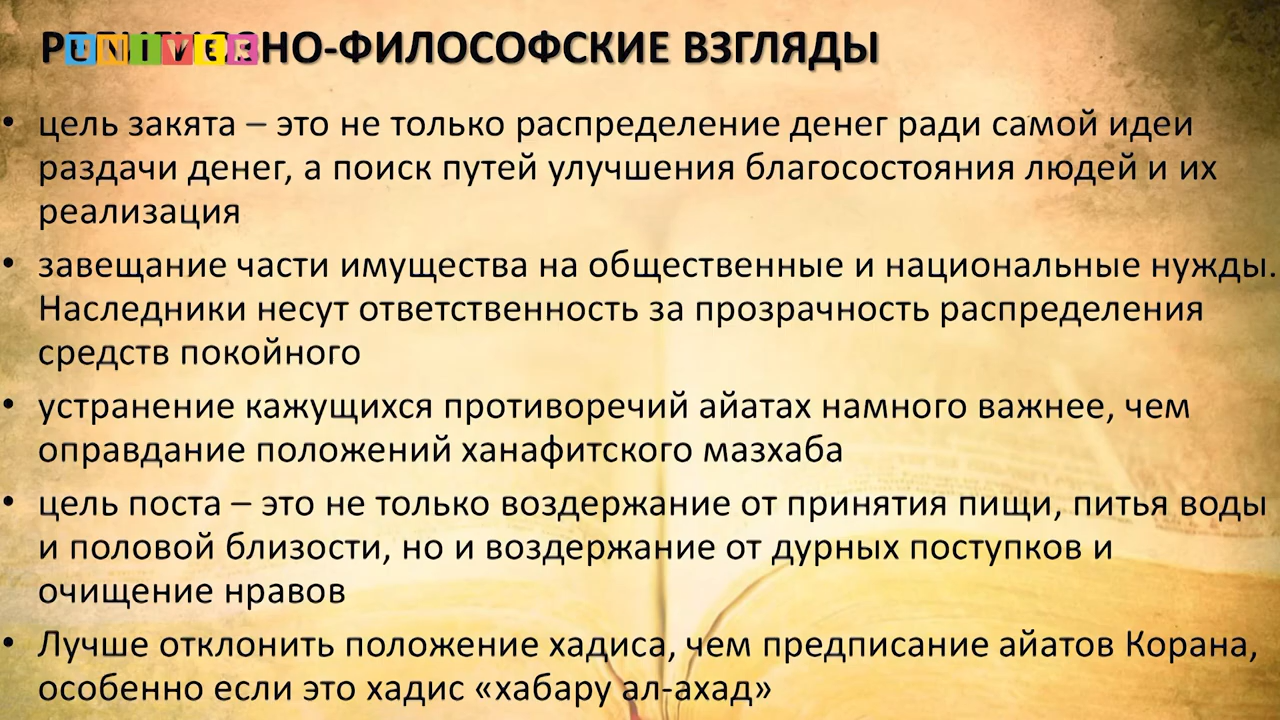 РЕЛИГИОЗНО-ФИЛОСОФСКИЕ ВЗГЛЯДЫ
UNIVER
• цель закята – это не только распределение денег ради самой идеи
раздачи денег, а поиск путей улучшения благосостояния людей и их
реализация
• завещание части имущества на общественные и национальные нужды.
Наследники несут ответственность за прозрачность распределения
средств покойного
• устранение кажущихся противоречий айатах намного важнее, чем
оправдание положений ханафитского мазхаба
• цель поста – это не только воздержание от принятия пищи, питья воды
и половой близости, но и воздержание от дурных поступков и
очищение нравов
• Лучше отклонить положение хадиса, чем предписание айатов Корана,
особенно если это хадис «хабару ал-ахад»